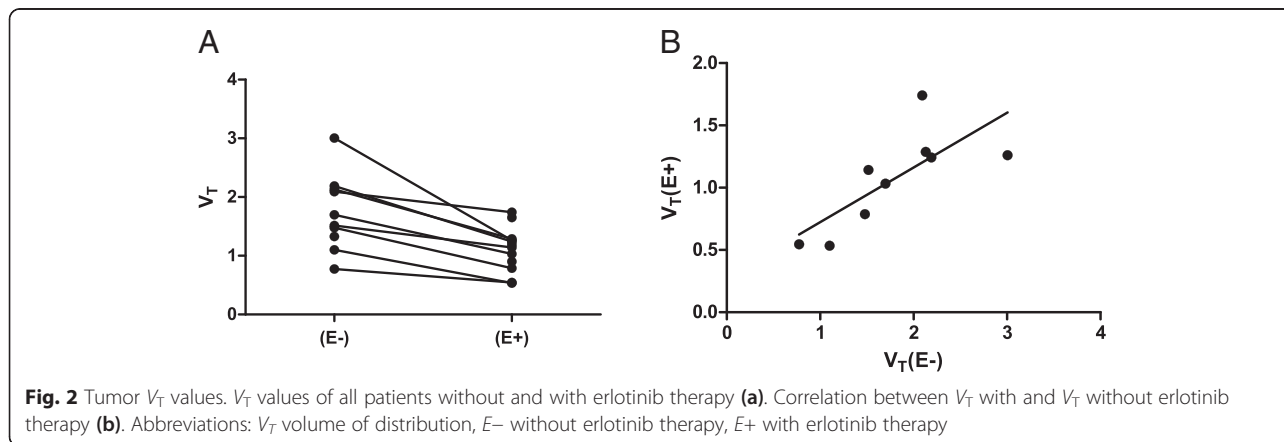 A
V_T
4
3
2
1
0
(E-)
(E+)
B
V_T(E+)
2.0
1.5
1.0
0.5
0.0
0
1
2
3
4
V_T(E-)
Fig. 2 Tumor V_T values. V_T values of all patients without and with erlotinib therapy (a). Correlation between V_T with and V_T without erlotinib
therapy (b). Abbreviations: V_T volume of distribution, E− without erlotinib therapy, E+ with erlotinib therapy